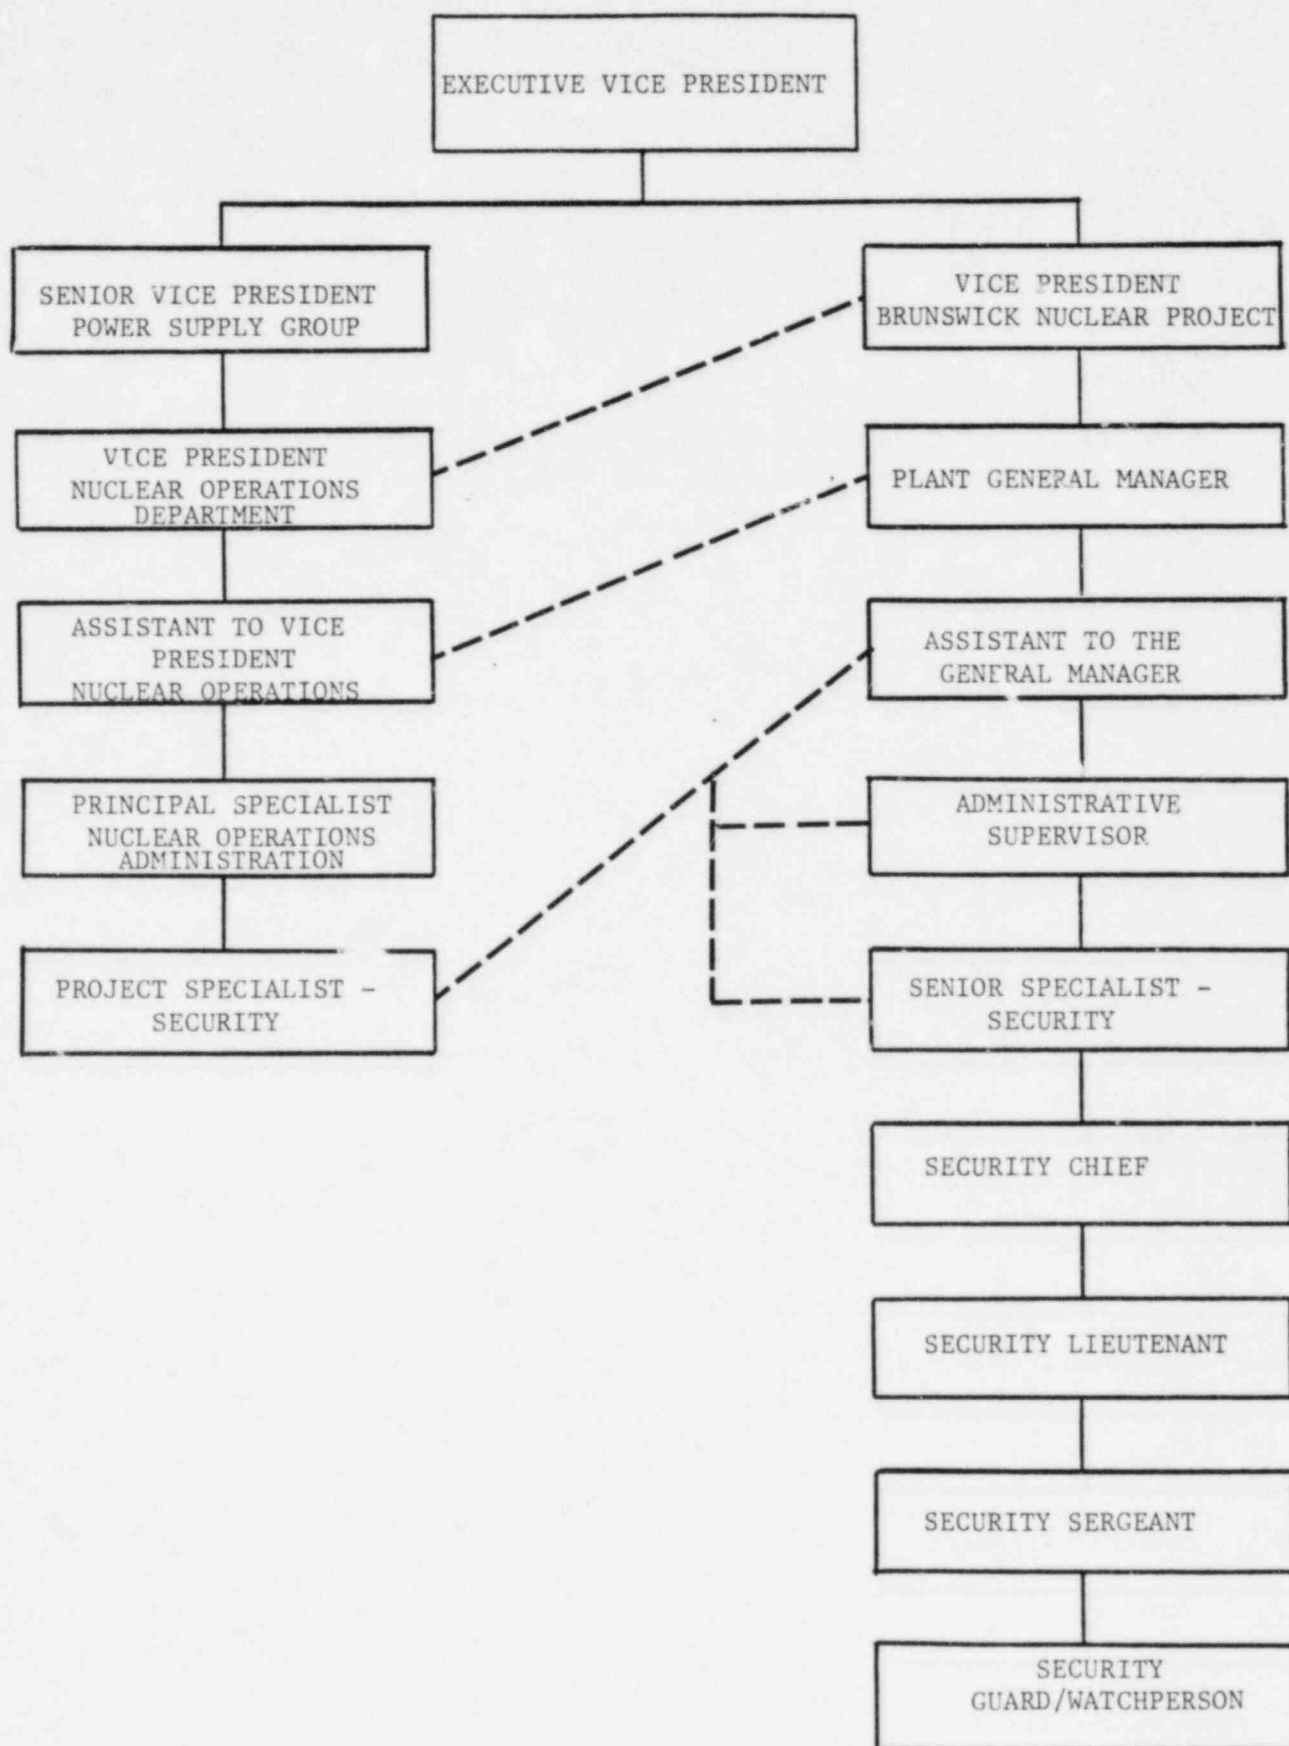 EXECUTIVE VICE PRESIDENT
SENIOR VICE PRESIDENT
POWER SUPPLY GROUP
VICE PRESIDENT
BRUNSWICK NUCLEAR PROJECT
VICE PRESIDENT
NUCLEAR OPERATIONS
DEPARTMENT
PLANT GENERAL MANAGER
ASSISTANT TO VICE
PRESIDENT
NUCLEAR OPERATIONS
ASSISTANT TO THE
GENERAL MANAGER
PRINCIPAL SPECIALIST
NUCLEAR OPERATIONS
ADMINISTRATION
ADMINISTRATIVE
SUPERVISOR
PROJECT SPECIALIST -
SECURITY
SENIOR SPECIALIST -
SECURITY
SECURITY CHIEF
SECURITY LIEUTENANT
SECURITY SERGEANT
SECURITY
GUARD/WATCHPERSON